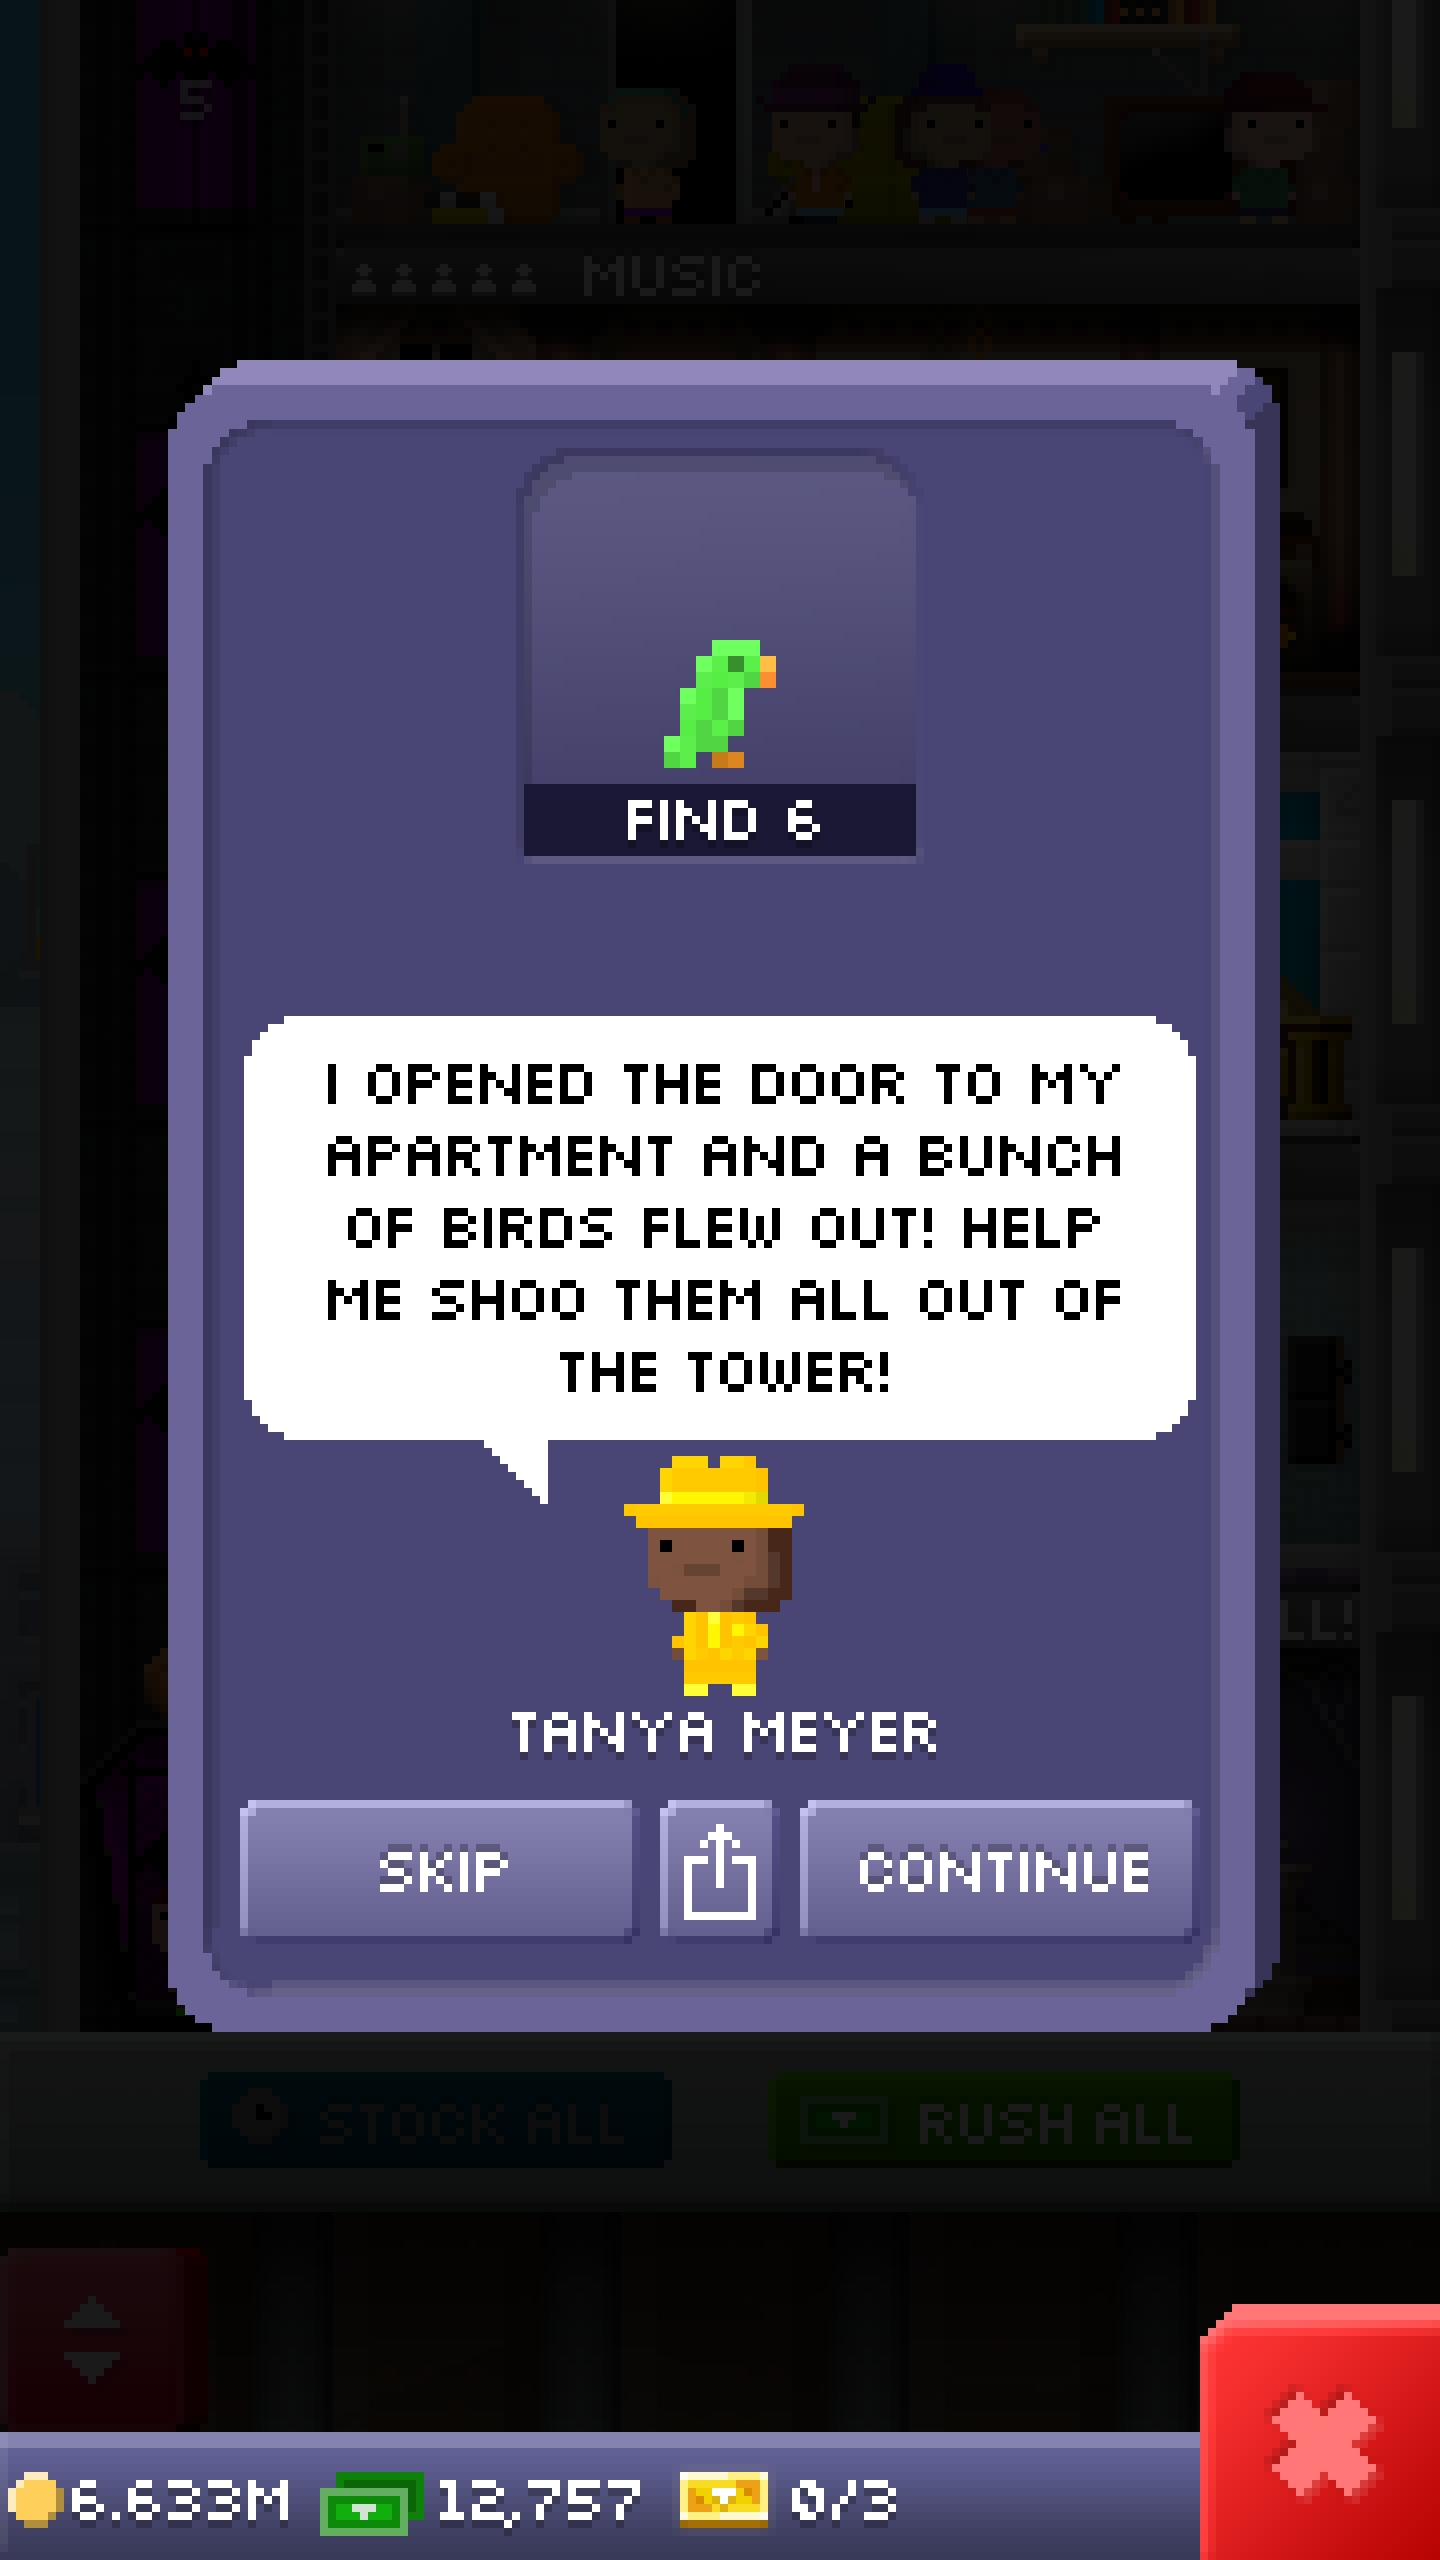 5
MUSIC
FIND 6
I OPENED THE DOOR TO MY
APARTMENT AND A BUNCH
OF BIRDS FLEW OUT! HELP
ME SHOO THEM ALL OUT OF
THE TOWER!
LL!
TANYA MEYER
SKIP
CONTINUE
STOCK ALL
RUSH ALL
6.633M
12,757
0/3